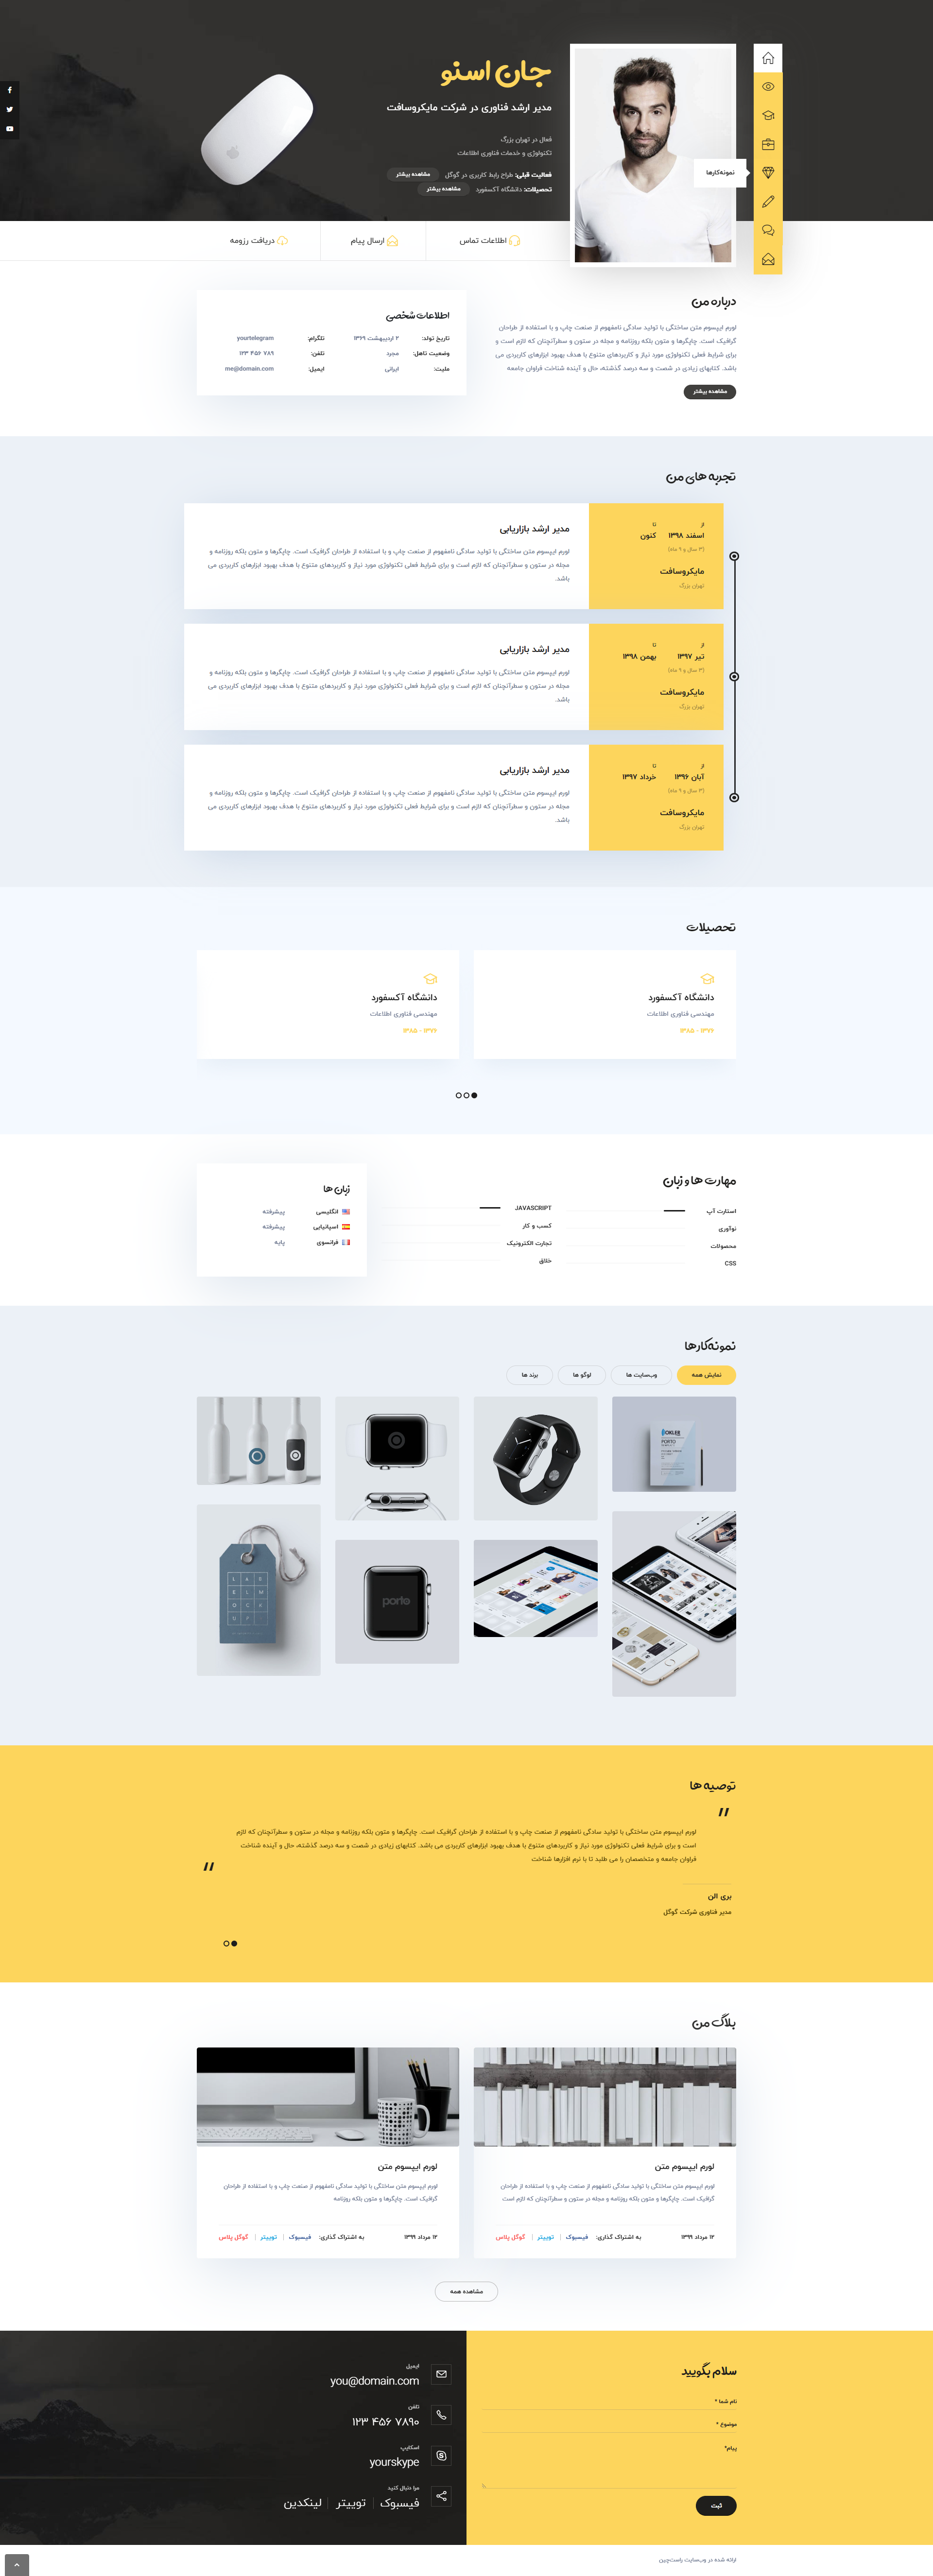 جان اسنو
مدیر ارشد فناوری در شرکت مایکروسافت
فعال در تهران بزرگ
تکنولوژی و خدمات فناوری اطلاعات
فعالیت قبلی: طراح رابط کاربری در گوگل مشاهده بیشتر
تحصیلات: دانشگاه آکسفورد مشاهده بیشتر
نمونه‌کارها
اطلاعات تماس
ارسال پیام
دریافت رزومه
درباره من
لورم ایپسوم متن ساختگی با تولید سادگی نامفهوم از صنعت چاپ و با استفاده از طراحان
گرافیک است. چاپگرها و متون بلکه روزنامه و مجله در ستون و سطرآنچنان که لازم است و
برای شرایط فعلی تکنولوژی مورد نیاز و کاربردهای متنوع با هدف بهبود ابزارهای کاربردی می
باشد. کتابهای زیادی در شصت و سه درصد گذشته، حال و آینده شناخت فراوان جامعه
مشاهده بیشتر
اطلاعات شخصی
تاریخ تولد: ۲ اردیبهشت ۱۳۶۹ تلگرام: yourtelegram
وضعیت تاهل: مجرد تلفن: ۱۲۳ ۴۵۶ ۷۸۹
ملیت: ایرانی ایمیل: me@domain.com
تجربه های من
از تا
اسفند ۱۳۹۸ کنون
(۳ سال و ۹ ماه)
مایکروسافت
تهران بزرگ
مدیر ارشد بازاریابی
لورم ایپسوم متن ساختگی با تولید سادگی نامفهوم از صنعت چاپ و با استفاده از طراحان گرافیک است. چاپگرها و متون بلکه روزنامه و
مجله در ستون و سطرآنچنان که لازم است و برای شرایط فعلی تکنولوژی مورد نیاز و کاربردهای متنوع با هدف بهبود ابزارهای کاربردی می
باشد.
از تا
تیر ۱۳۹۷ بهمن ۱۳۹۸
(۳ سال و ۹ ماه)
مایکروسافت
تهران بزرگ
مدیر ارشد بازاریابی
لورم ایپسوم متن ساختگی با تولید سادگی نامفهوم از صنعت چاپ و با استفاده از طراحان گرافیک است. چاپگرها و متون بلکه روزنامه و
مجله در ستون و سطرآنچنان که لازم است و برای شرایط فعلی تکنولوژی مورد نیاز و کاربردهای متنوع با هدف بهبود ابزارهای کاربردی می
باشد.
از تا
آبان ۱۳۹۶ خرداد ۱۳۹۷
(۳ سال و ۹ ماه)
مایکروسافت
تهران بزرگ
مدیر ارشد بازاریابی
لورم ایپسوم متن ساختگی با تولید سادگی نامفهوم از صنعت چاپ و با استفاده از طراحان گرافیک است. چاپگرها و متون بلکه روزنامه و
مجله در ستون و سطرآنچنان که لازم است و برای شرایط فعلی تکنولوژی مورد نیاز و کاربردهای متنوع با هدف بهبود ابزارهای کاربردی می
باشد.
تحصیلات
دانشگاه آکسفورد
مهندسی فناوری اطلاعات
۱۳۷۶ - ۱۳۸۵
دانشگاه آکسفورد
مهندسی فناوری اطلاعات
۱۳۷۶ - ۱۳۸۵
مهارت ها و زبان
استارت آپ
نوآوری
محصولات
CSS
JAVASCRIPT
کسب و کار
تجارت الکترونیک
خلاق
زبان ها
انگلیسی پیشرفته
اسپانیایی پیشرفته
فرانسوی پایه
نمونه‌کارها
نمایش همه
وب‌سایت ها
لوگو ها
برند ها
OKLER
PORTO
porto
توصیه ها
لورم ایپسوم متن ساختگی با تولید سادگی نامفهوم از صنعت چاپ و با استفاده از طراحان گرافیک است. چاپگرها و متون بلکه روزنامه و مجله در ستون و سطرآنچنان که لازم
است و برای شرایط فعلی تکنولوژی مورد نیاز و کاربردهای متنوع با هدف بهبود ابزارهای کاربردی می باشد. کتابهای زیادی در شصت و سه درصد گذشته، حال و آینده شناخت
فراوان جامعه و متخصصان را می طلبد تا با نرم افزارها شناخت
بری الن
مدیر فناوری شرکت گوگل
بلاگ من
لورم ایپسوم متن
لورم ایپسوم متن ساختگی با تولید سادگی نامفهوم از صنعت چاپ و با استفاده از طراحان
گرافیک است. چاپگرها و متون بلکه روزنامه و مجله در ستون و سطرآنچنان که لازم است
۱۲ مرداد ۱۳۹۹ به اشتراک گذاری: فیسبوک | توییتر | گوگل پلاس
لورم ایپسوم متن
لورم ایپسوم متن ساختگی با تولید سادگی نامفهوم از صنعت چاپ و با استفاده از طراحان
گرافیک است. چاپگرها و متون بلکه روزنامه
۱۲ مرداد ۱۳۹۹ به اشتراک گذاری: فیسبوک | توییتر | گوگل پلاس
مشاهده همه
سلام بگویید
نام شما *
موضوع *
پیام*
ثبت
ایمیل
you@domain.com
تلفن
۱۲۳ ۴۵۶ ۷۸۹۰
اسکایپ
yourskype
مرا دنبال کنید
فیسبوک | توییتر | لینکدین
ارائه شده در وب‌سایت راست‌چین